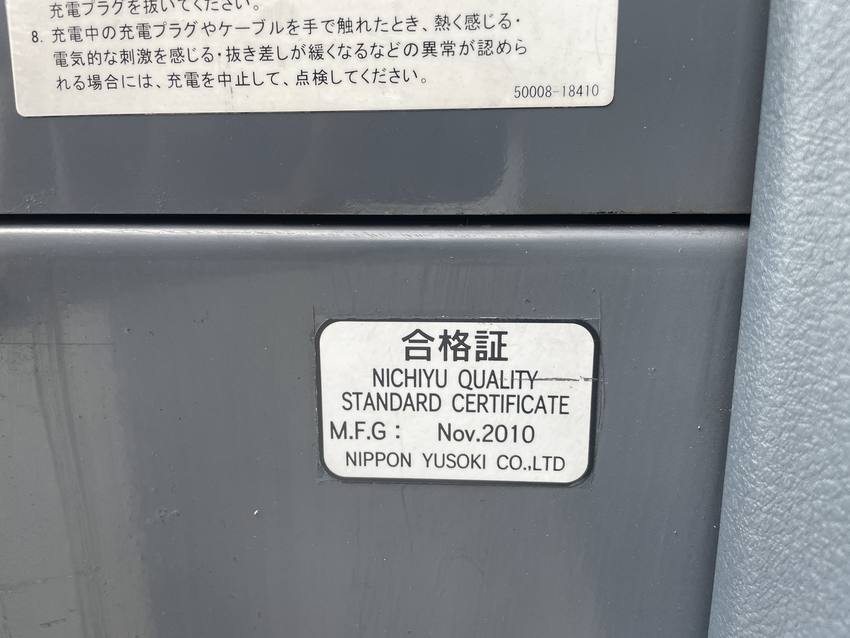 充電プラグを抜いてください。
8. 充電中の充電プラグやケーブルを手で触れたとき、熱く感じる・
電気的な刺激を感じる・抜き差しが緩くなるなどの異常が認めら
れる場合には、充電を中止して、点検してください。
50008-18410
合格証
NICHIYU QUALITY
STANDARD CERTIFICATE
M.F.G : Nov.2010
NIPPON YUSOKI CO.,LTD